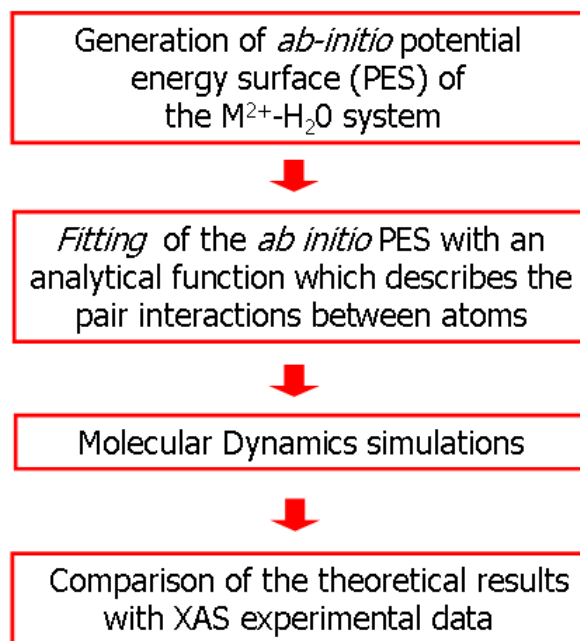 Generation of ab-initio potential
energy surface (PES) of
the M²⁺-H₂0 system
Fitting of the ab initio PES with an
analytical function which describes the
pair interactions between atoms
Molecular Dynamics simulations
Comparison of the theoretical results
with XAS experimental data